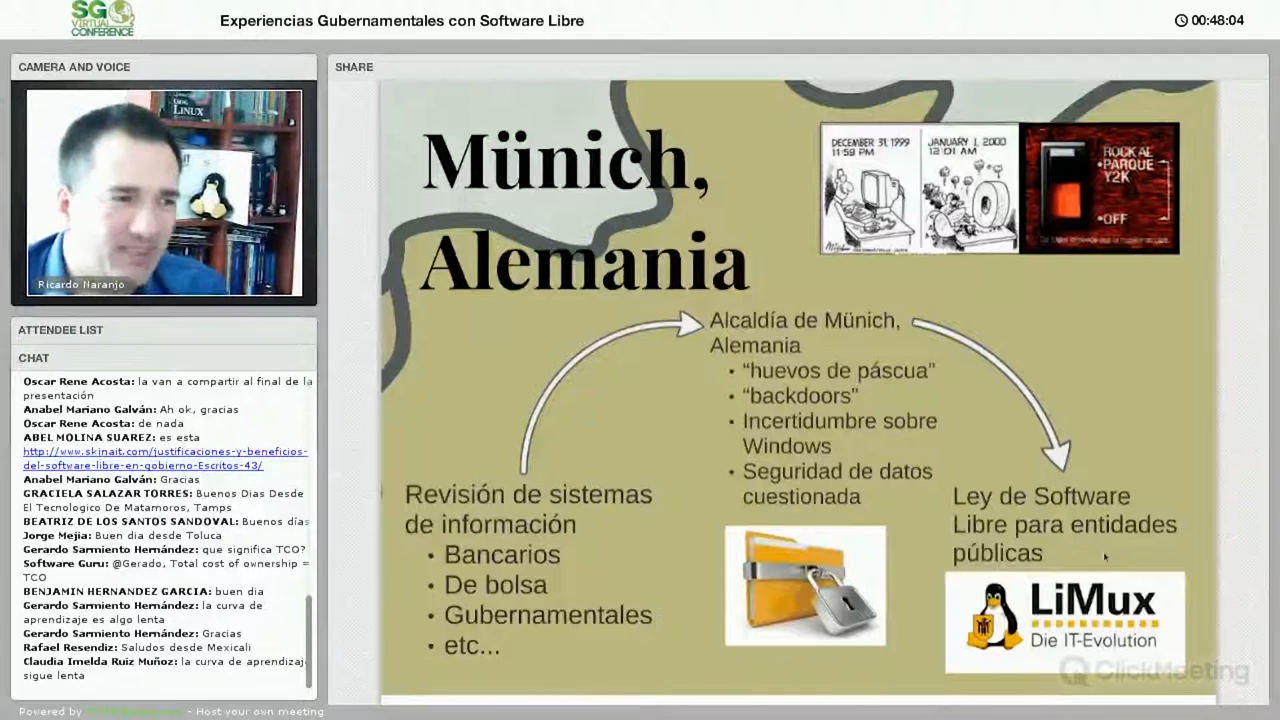 SG VIRTUAL CONFERENCE
Experiencias Gubernamentales con Software Libre
00:48:04
CAMERA AND VOICE
SHARE
LINUX
Ricardo Naranjo
ATTENDEE LIST
CHAT
Oscar Rene Acosta: la van a compartir al final de la
presentación
Anabel Mariano Galván: Ah ok, gracias
Oscar Rene Acosta: de nada
ABEL MOLINA SUAREZ: es esta
http://www.skinait.com/justificaciones-y-beneficios-
del-software-libre-en-gobierno-Escritos-43/
Anabel Mariano Galván: Gracias
GRACIELA SALAZAR TORRES: Buenos Dias Desde
El Tecnologico De Matamoros, Tamps
BEATRIZ DE LOS SANTOS SANDOVAL: Buenos días
Jorge Mejia: Buen dia desde Toluca
Gerardo Sarmiento Hernández: que significa TCO?
Software Guru: @Gerado, Total cost of ownership =
TCO
BENJAMIN HERNANDEZ GARCIA: buen dia
Gerardo Sarmiento Hernández: la curva de
aprendizaje es algo lenta
Gerardo Sarmiento Hernández: Gracias
Rafael Resendiz: Saludos desde Mexicali
Claudia Imelda Ruiz Muñoz: la curva de aprendizaj
sigue lenta
Powered by
- Host your own meeting
Münich,
Alemania
DECEMBER 31, 1999
11:59 PM
JANUARY 1, 2000
12:01 AM
ROCK AL
•PARQUE
Y2K
•OFF
Alcaldía de Münich,
Alemania
• “huevos de páscua”
• “backdoors”
• Incertidumbre sobre
Windows
• Seguridad de datos
cuestionada
Revisión de sistemas
de información
• Bancarios
• De bolsa
• Gubernamentales
• etc...
Ley de Software
Libre para entidades
públicas
LiMux
Die IT-Evolution
ClickMeeting